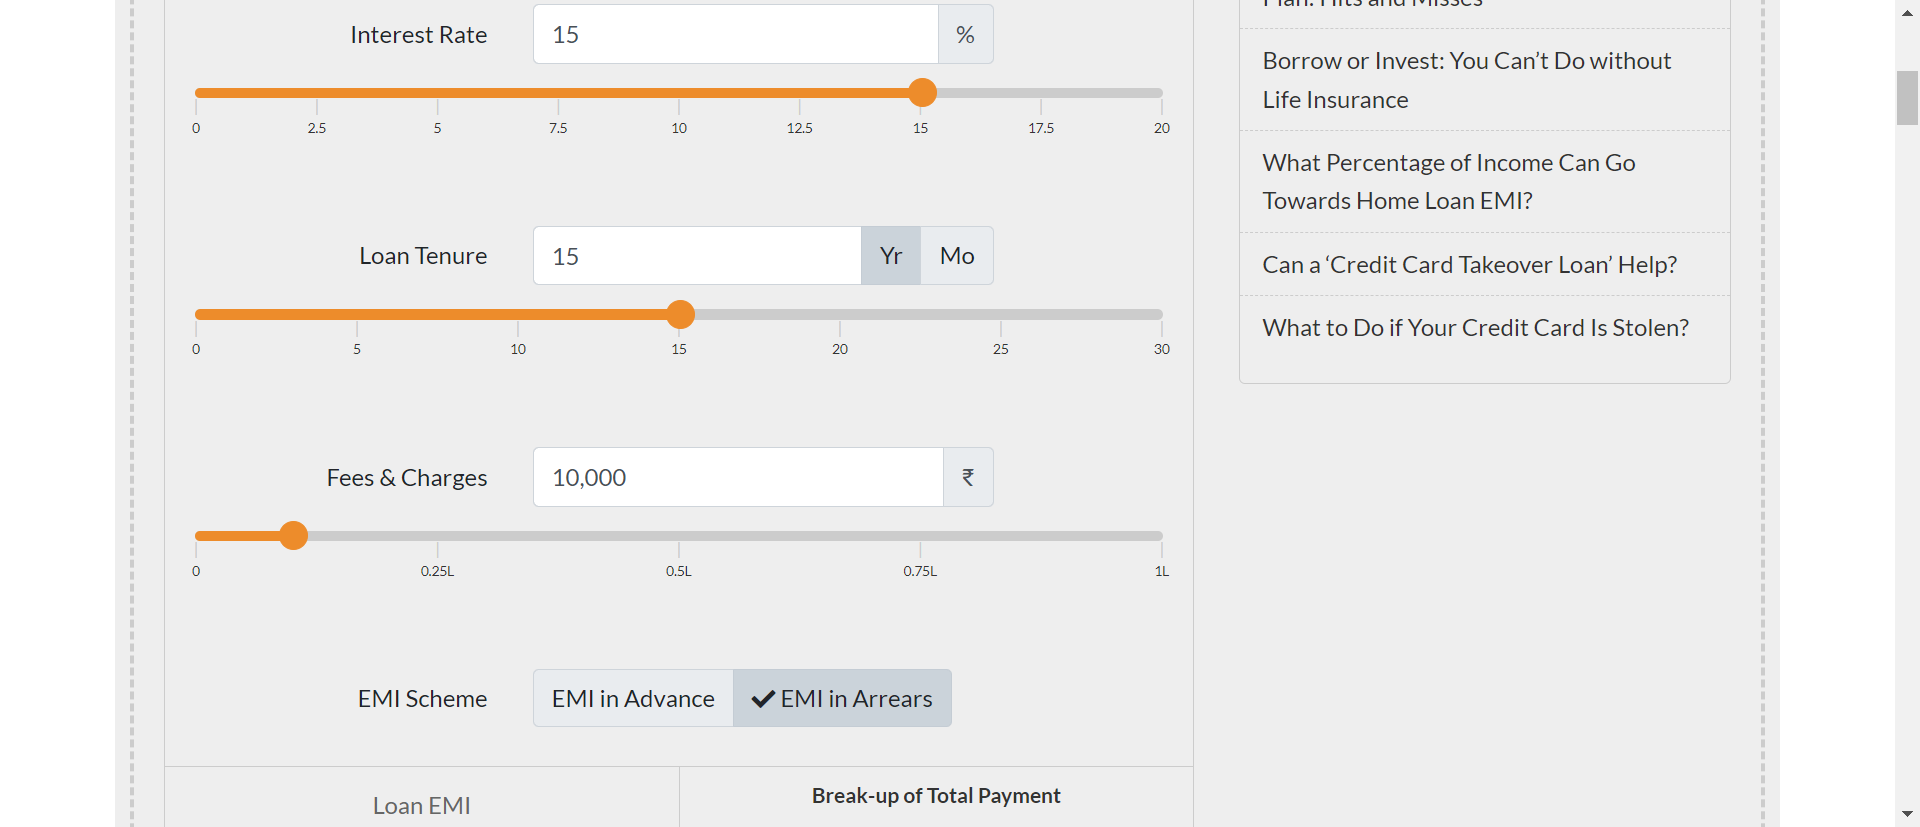 Interest Rate
15
%
0 2.5 5 7.5 10 12.5 15 17.5 20
Loan Tenure
15
Yr
Mo
0 5 10 15 20 25 30
Fees & Charges
10,000
₹
0 0.25L 0.5L 0.75L 1L
EMI Scheme
EMI in Advance
EMI in Arrears
Loan EMI
Break-up of Total Payment
Plan: Hits and Misses
Borrow or Invest: You Can’t Do without
Life Insurance
What Percentage of Income Can Go
Towards Home Loan EMI?
Can a ‘Credit Card Takeover Loan’ Help?
What to Do if Your Credit Card Is Stolen?